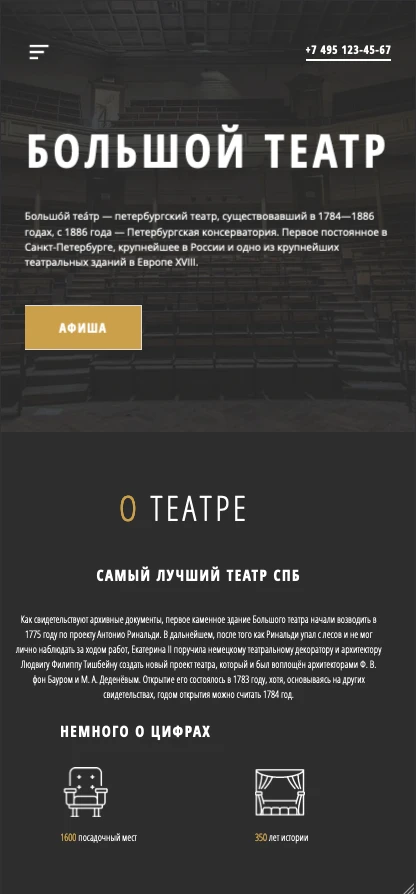 +7 495 123-45-67
БОЛЬШОЙ ТЕАТР
Большо́й теа́тр — петербургский театр, существовавший в 1784—1886
годах, с 1886 года — Петербургская консерватория. Первое постоянное в
Санкт-Петербурге, крупнейшее в России и одно из крупнейших
театральных зданий в Европе XVIII.
АФИША
О ТЕАТРЕ
САМЫЙ ЛУЧШИЙ ТЕАТР СПБ
Как свидетельствуют архивные документы, первое каменное здание Большого театра начали возводить в
1775 году по проекту Антонио Ринальди. В дальнейшем, после того как Ринальди упал с лесов и не мог
лично наблюдать за ходом работ, Екатерина II поручила немецкому театральному декоратору и архитектору
Людвигу Филиппу Тишбейну создать новый проект театра, который и был воплощён архитекторами Ф. В.
фон Бауром и М. А. Деденёвым. Открытие его состоялось в 1783 году, хотя, основываясь на других
свидетельствах, годом открытия можно считать 1784 год.
НЕМНОГО О ЦИФРАХ
1600 посадочный мест
350 лет истории